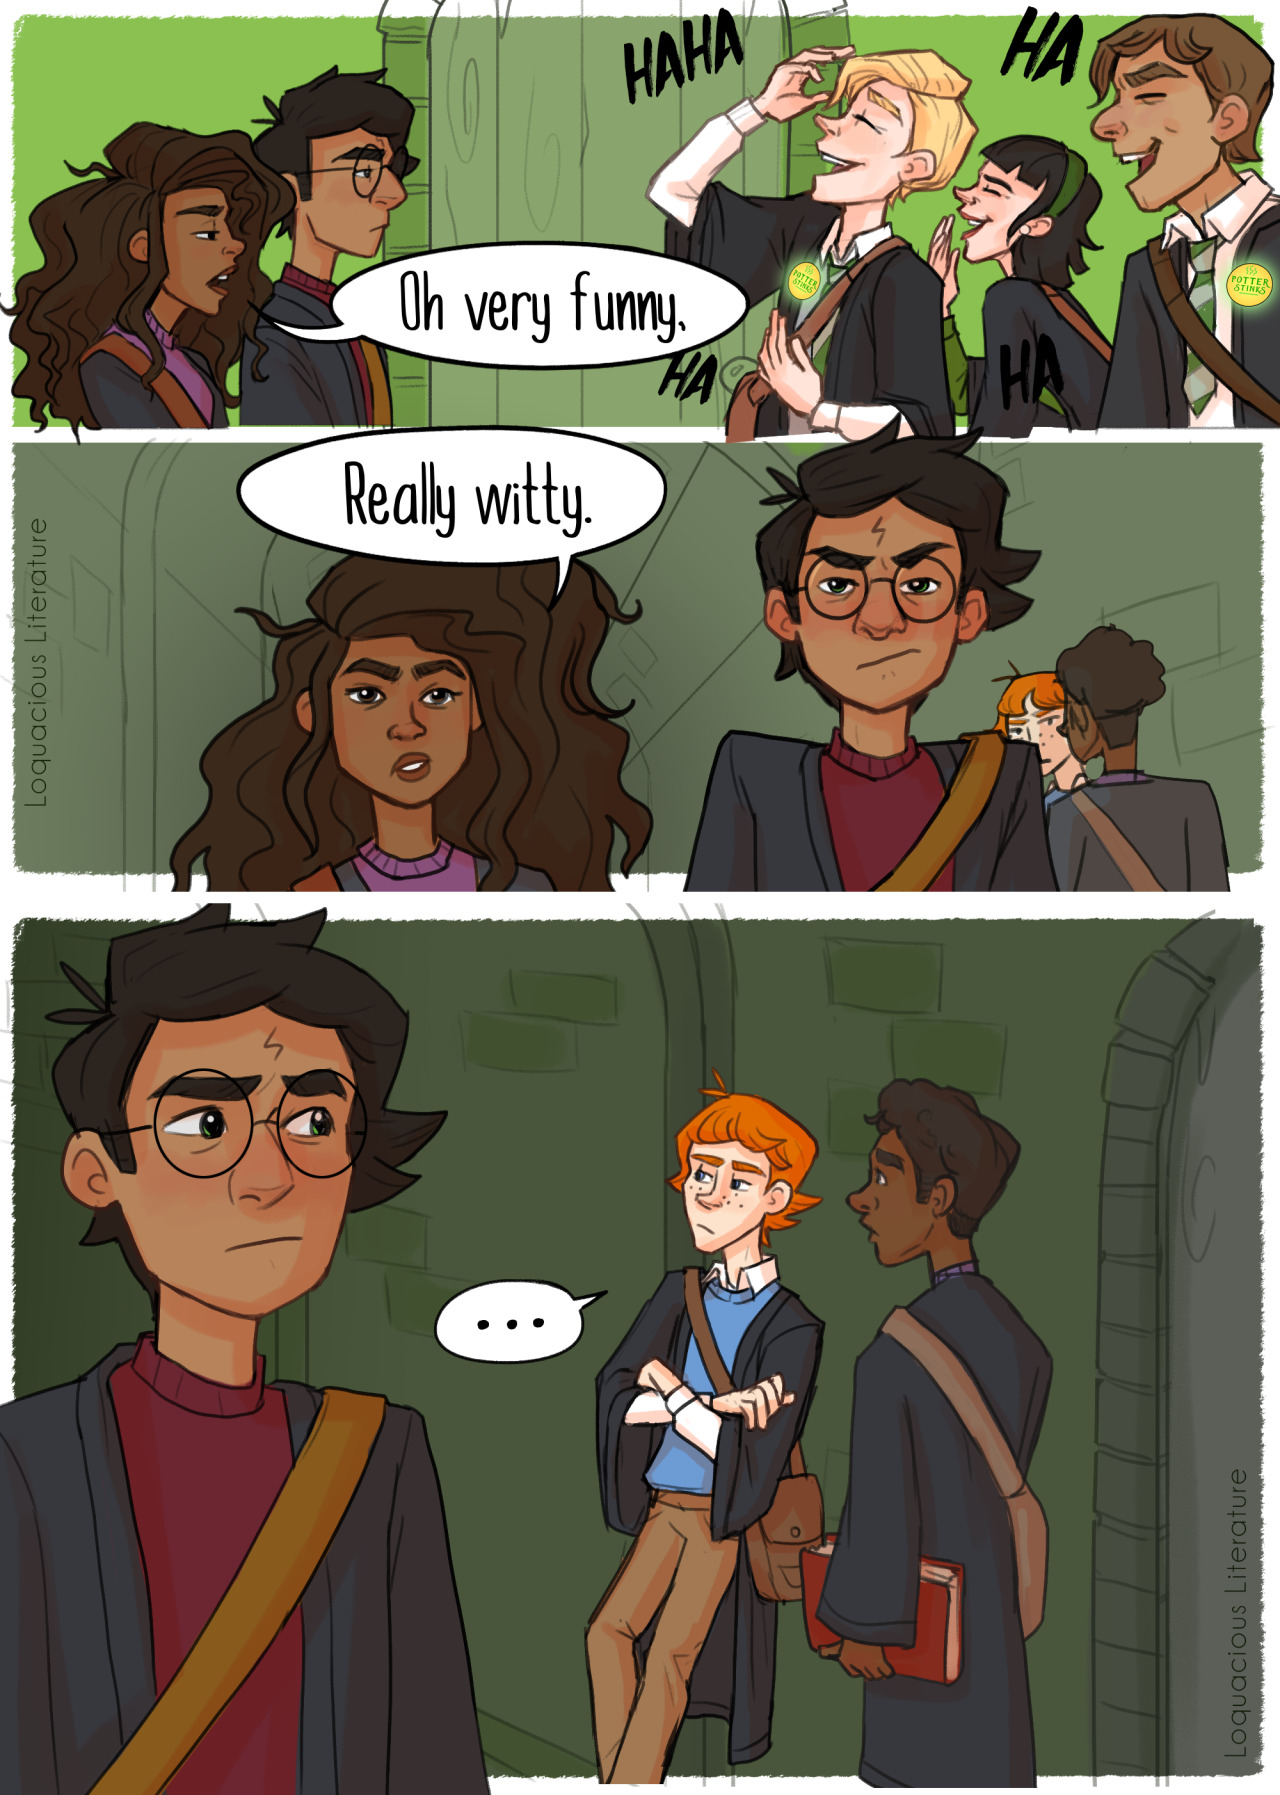 HAHA
HA
Oh very funny,
POTTER
STINKS
POTTER
STINKS
HA
HA
Really witty.
Loquacious Literature
...
Loquacious Literature